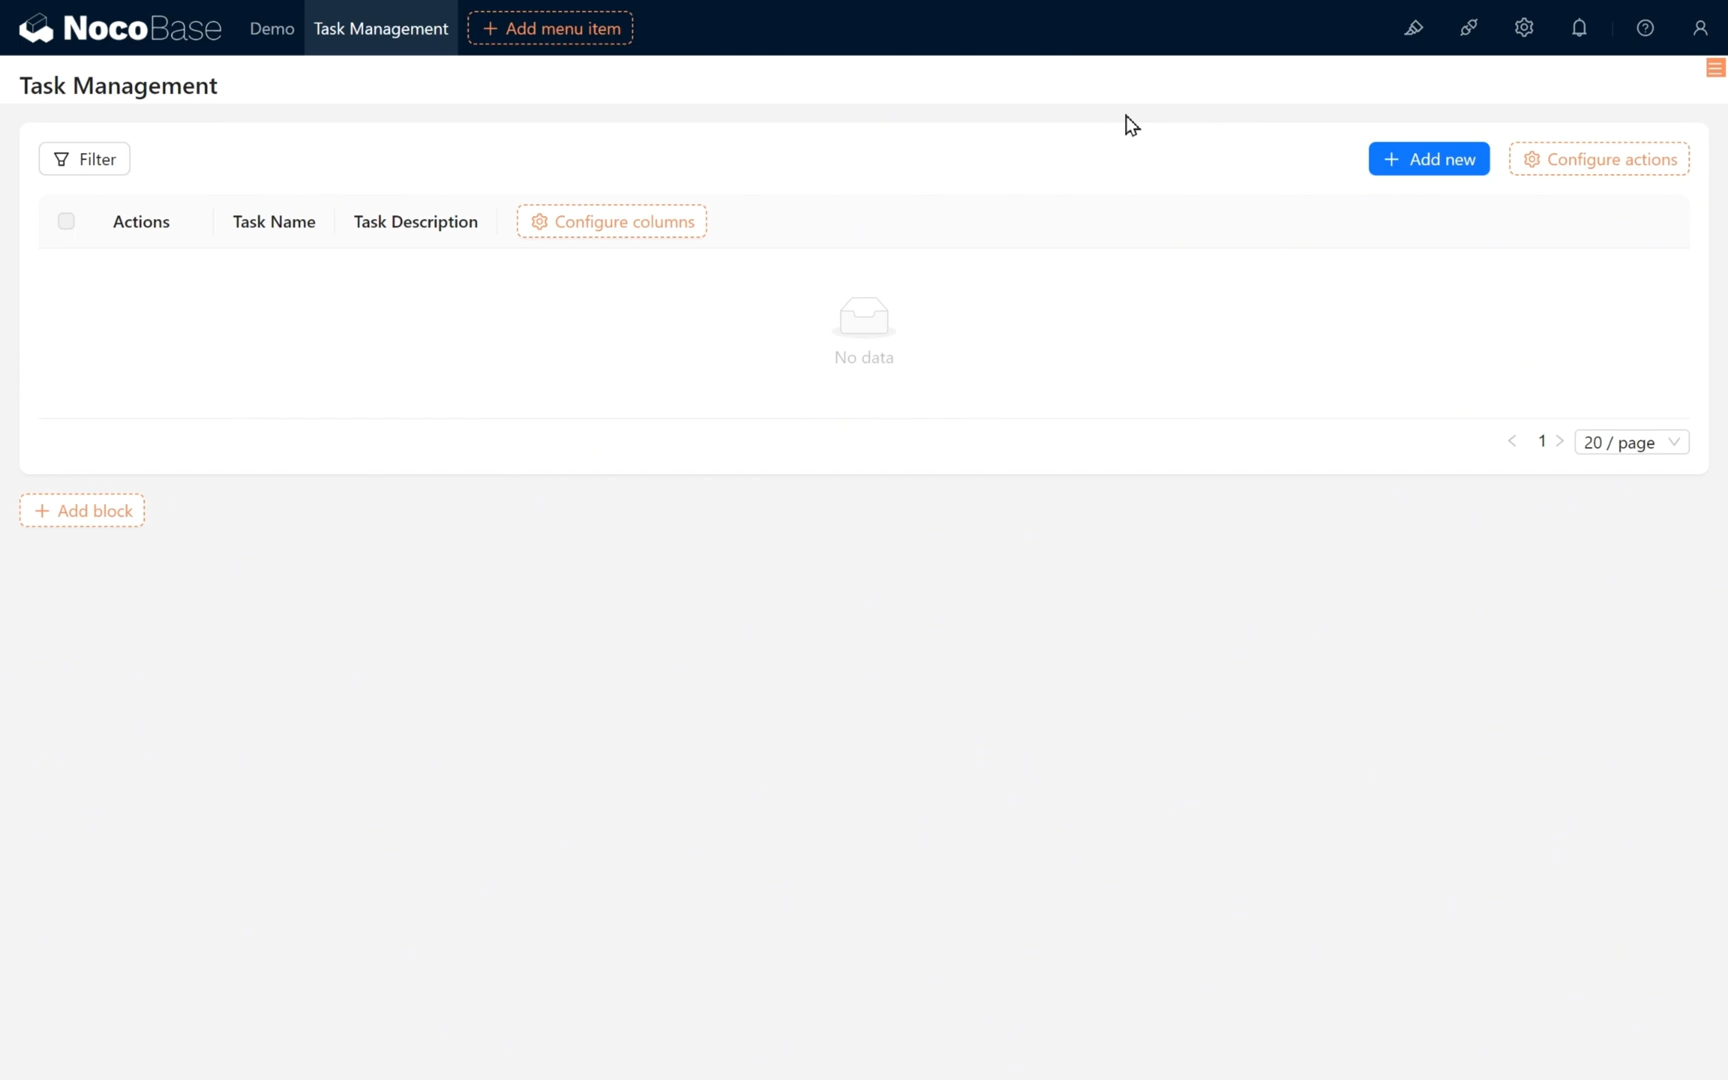 NocoBase Demo Task Management Add menu item
Task Management
Filter Add new Configure actions
Actions Task Name Task Description Configure columns
No data
1 20 / page
Add block